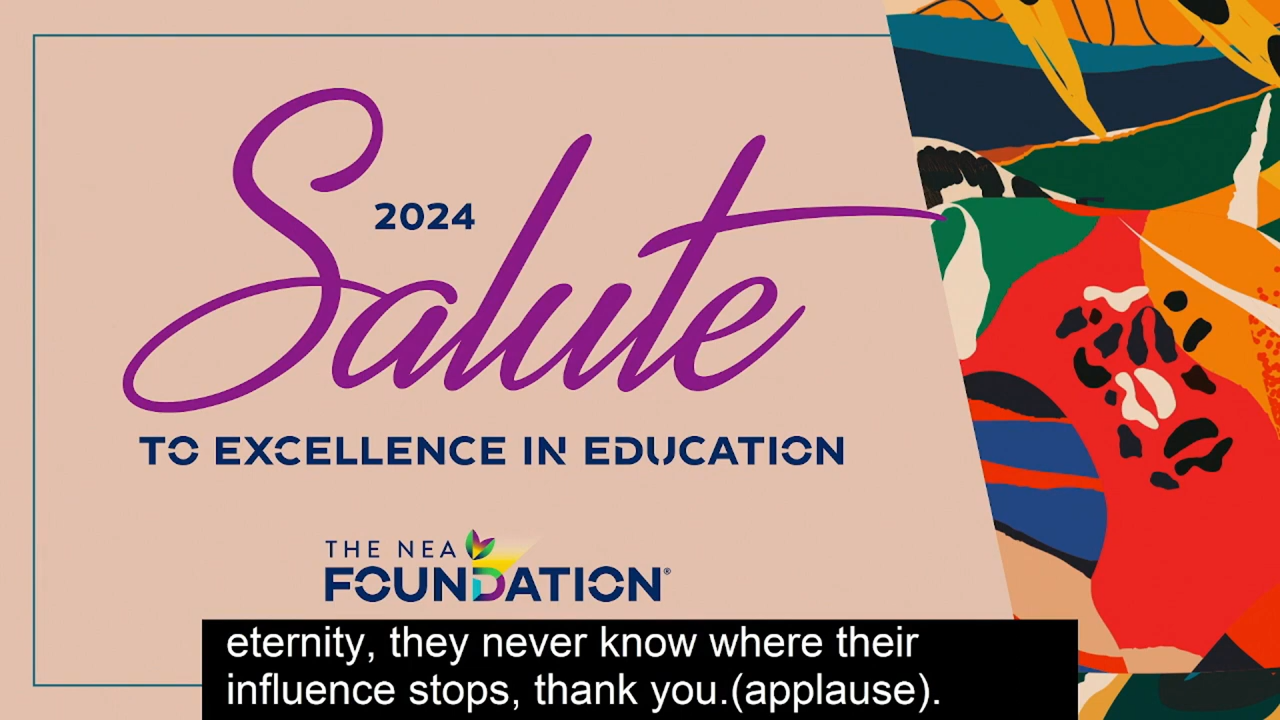 2024
Salute
TO EXCELLENCE IN EDUCATION
THE NEA
FOUNDATION®
eternity, they never know where their
influence stops, thank you.(applause).